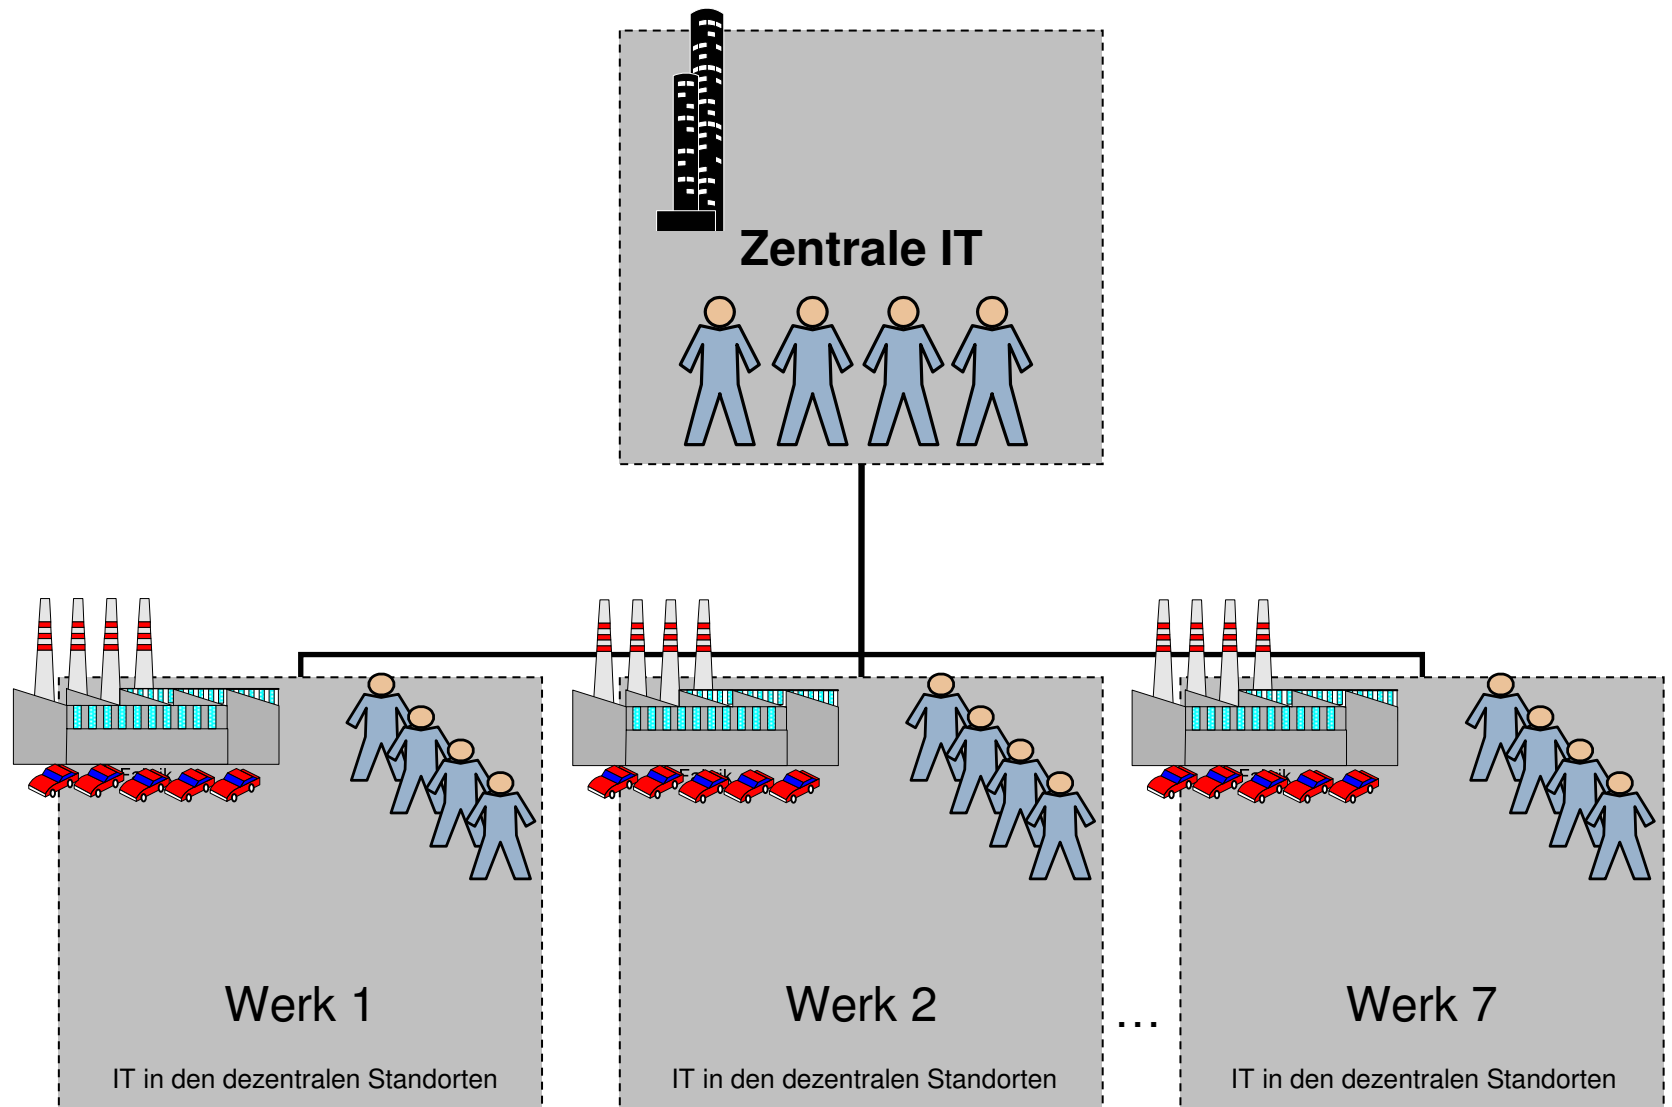 Zentrale IT
Werk 1
Werk 2
...
Werk 7
IT in den dezentralen Standorten
IT in den dezentralen Standorten
IT in den dezentralen Standorten